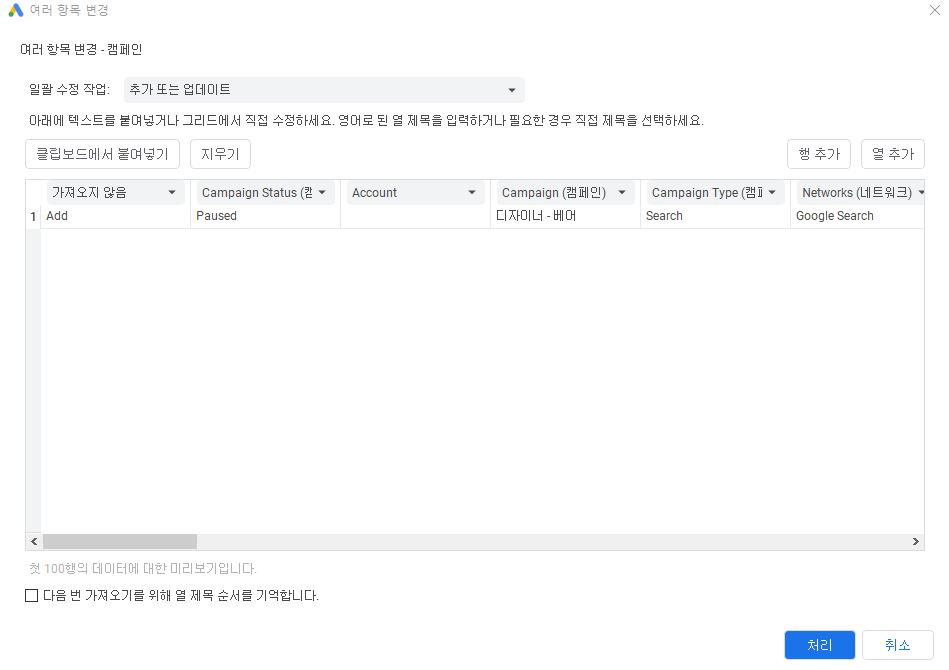 여러 항목 변경
여러 항목 변경 - 캠페인
일괄 수정 작업: 추가 또는 업데이트
아래에 텍스트를 붙여넣거나 그리드에서 직접 수정하세요. 영어로 된 열 제목을 입력하거나 필요한 경우 직접 제목을 선택하세요.
클립보드에서 붙여넣기 지우기 행 추가 열 추가
가져오지 않음 Campaign Status (캠 Account Campaign (캠페인) Campaign Type (캠피 Networks (네트워크)
1 Add Paused 디자이너 - 베어 Search Google Search
첫 100행의 데이터에 대한 미리보기입니다.
다음 번 가져오기를 위해 열 제목 순서를 기억합니다.
처리 취소